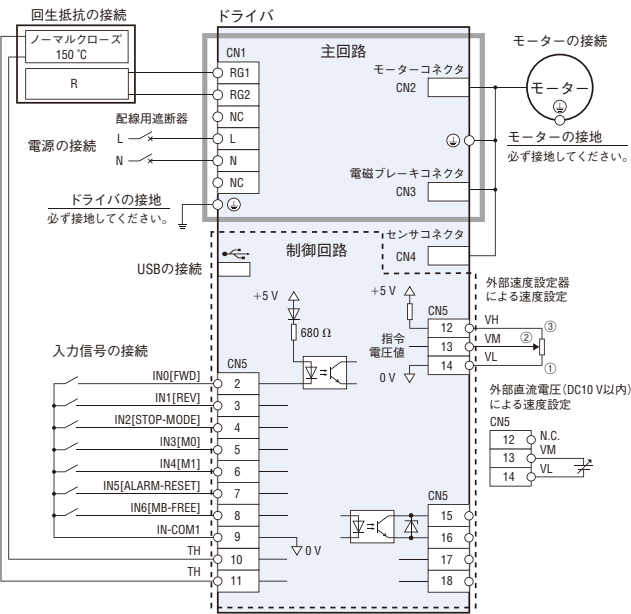 回生抵抗の接続
ノーマルクローズ
150 ℃
R
ドライバ
主回路
CN1
RG1
RG2
NC
L
N
NC
配線用遮断器
電源の接続
L
N
ドライバの接地
必ず接地してください。
モーターコネクタ
CN2
電磁ブレーキコネクタ
CN3
モーターの接続
モーター
モーターの接地
必ず接地してください。
センサコネクタ
CN4
制御回路
USBの接続
+5 V
680 Ω
+5 V
指令
電圧値
0 V
CN5
12
13
14
VH
VM
VL
③
②
①
外部速度設定器
による速度設定
外部直流電圧(DC10 V以内)
による速度設定
CN5
12
13
14
N.C.
VM
VL
入力信号の接続
CN5
IN0[FWD]
2
IN1[REV]
3
IN2[STOP-MODE]
4
IN3[M0]
5
IN4[M1]
6
IN5[ALARM-RESET]
7
IN6[MB-FREE]
8
IN-COM1
9
0 V
TH
10
TH
11
CN5
15
16
17
18